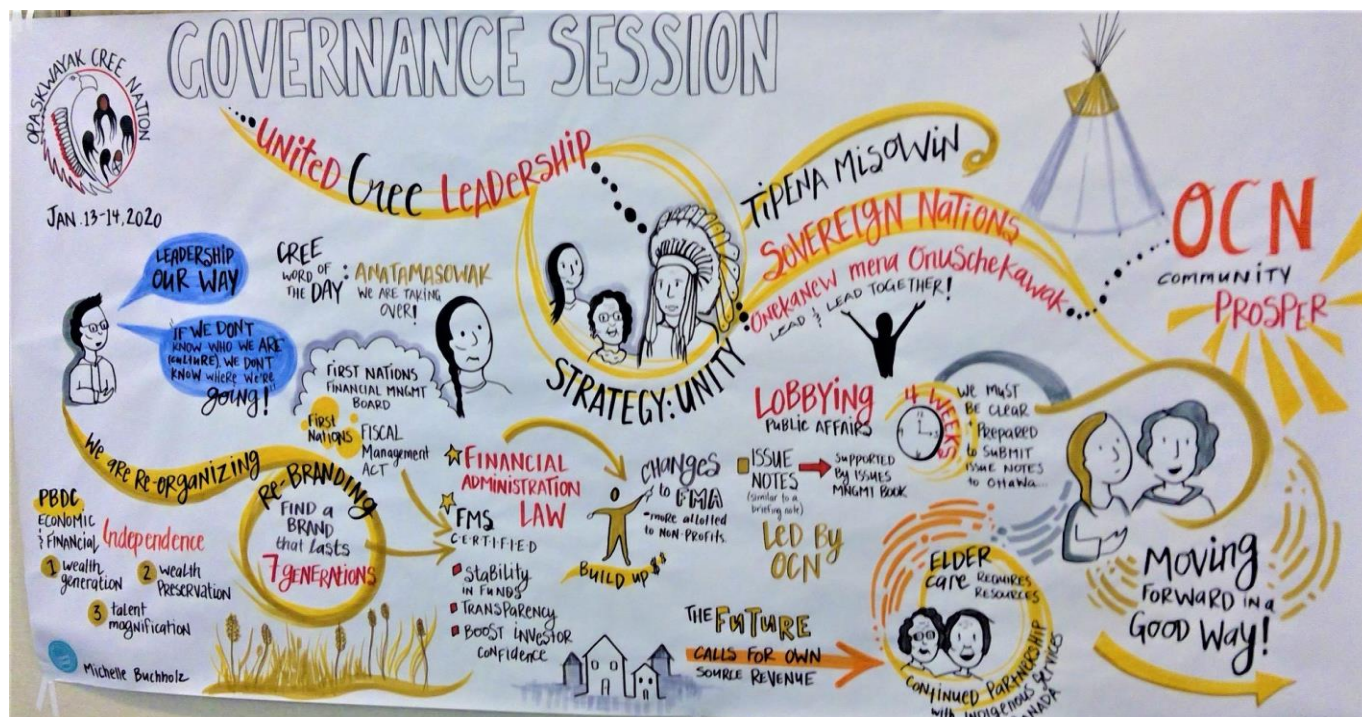 GOVERNANCE SESSION
OPASKWAYAK CREE NATION
JAN. 13-14, 2020
UNITED Cree LEADERSHIP
TIPENA MISOWIN
SOVEREIGN NATIONS
ONEKANEW mena ONUSCHEKAWAK
LEAD & LEAD TOGETHER!
OCN
COMMUNITY
PROSPER
LEADERSHIP
OUR WAY
"IF WE DON'T
KNOW WHO WE ARE
(CULTURE). WE DON'T
KNOW WHERE WE'RE
going!
CREE
WORD OF
THE DAY:
ANATAMASOWAK
WE ARE TAKING
OVER!
STRATEGY: UNITY
FIRST NATIONS
FINANCIAL MNGMT
BOARD
FIRST
NATIONS
FISCAL
Management
ACT
We are Re-organizing
RE-BRANDING
FIND A
BRAND
that lasts
7 GENERATIONS
PBDC
ECONOMIC
& FINANCIAL Independence
1 wealth
generation
2 wealth
PRESERVATION
3 talent
magnification
Michelle Buchholz
FINANCIAL
ADMINISTRATION
LAW
FMS
C·E·R·T·I·F·I·E·D
STABILITY
IN FUNDS
TRANSPARENCY
BOOST INVESTOR
CONFIDENCE
BUILD UP $$
CHANGES
to FMA
-more allotted
to NON-PROFITS.
LOBBYING
PUBLIC AFFAIRS
ISSUE
NOTES
(similar to a
briefing note)
SUPPORTED
By ISSUES
MNGMT BOOK
LED BY
OCN
4 WEEKS
WE MUST
BE CLEAR
& Prepared
to SUBMIT
ISSUE NOTES
to OTTAWA...
THE FUTURE
CALLS FOR OWN
SOURCE REVENUE
ELDER
care REQUIRES
RESOURCES
CONTINUED PARTNERSHIP
with INDIGENOUS SERVICES
CANADA
MOVING
FORWARD IN a
GOOD WAY!